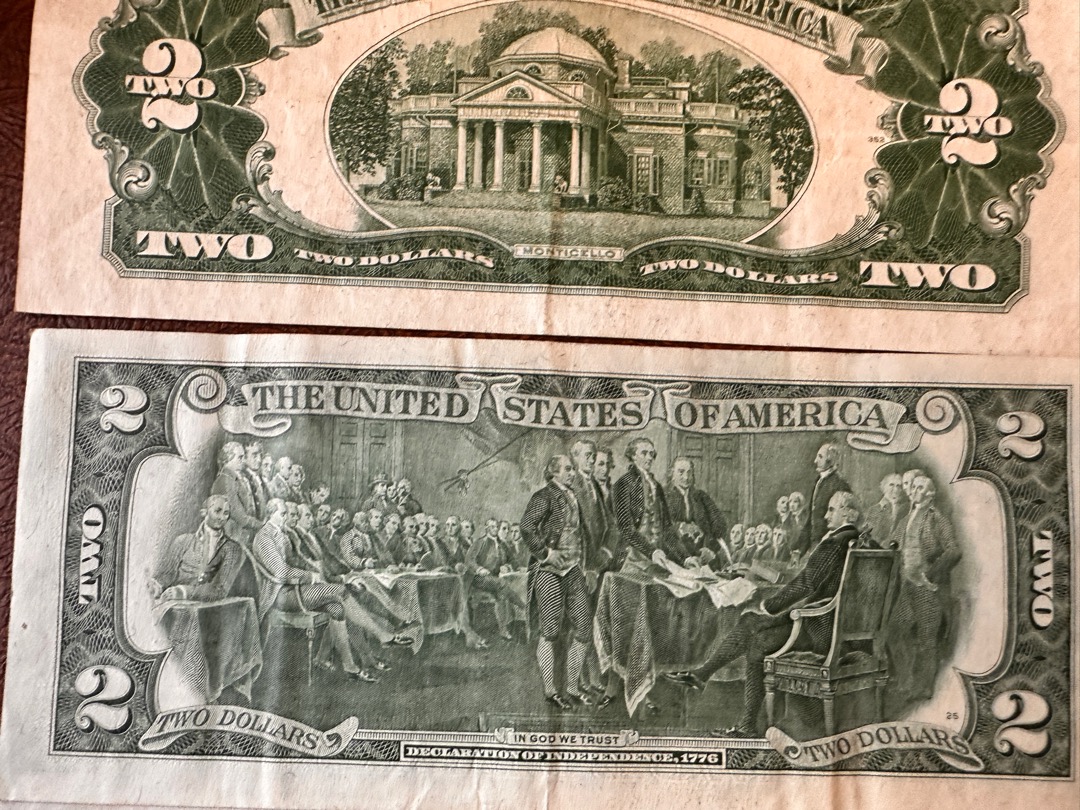 THE UNITED STATES OF AMERICA
2
TWO
2
TWO
353
TWO TWO DOLLARS MONTICELLO TWO DOLLARS TWO
2 THE UNITED STATES OF AMERICA 2
TWO
TWO
2
2
25
TWO DOLLARS
TWO DOLLARS
IN GOD WE TRUST
DECLARATION OF INDEPENDENCE, 1776